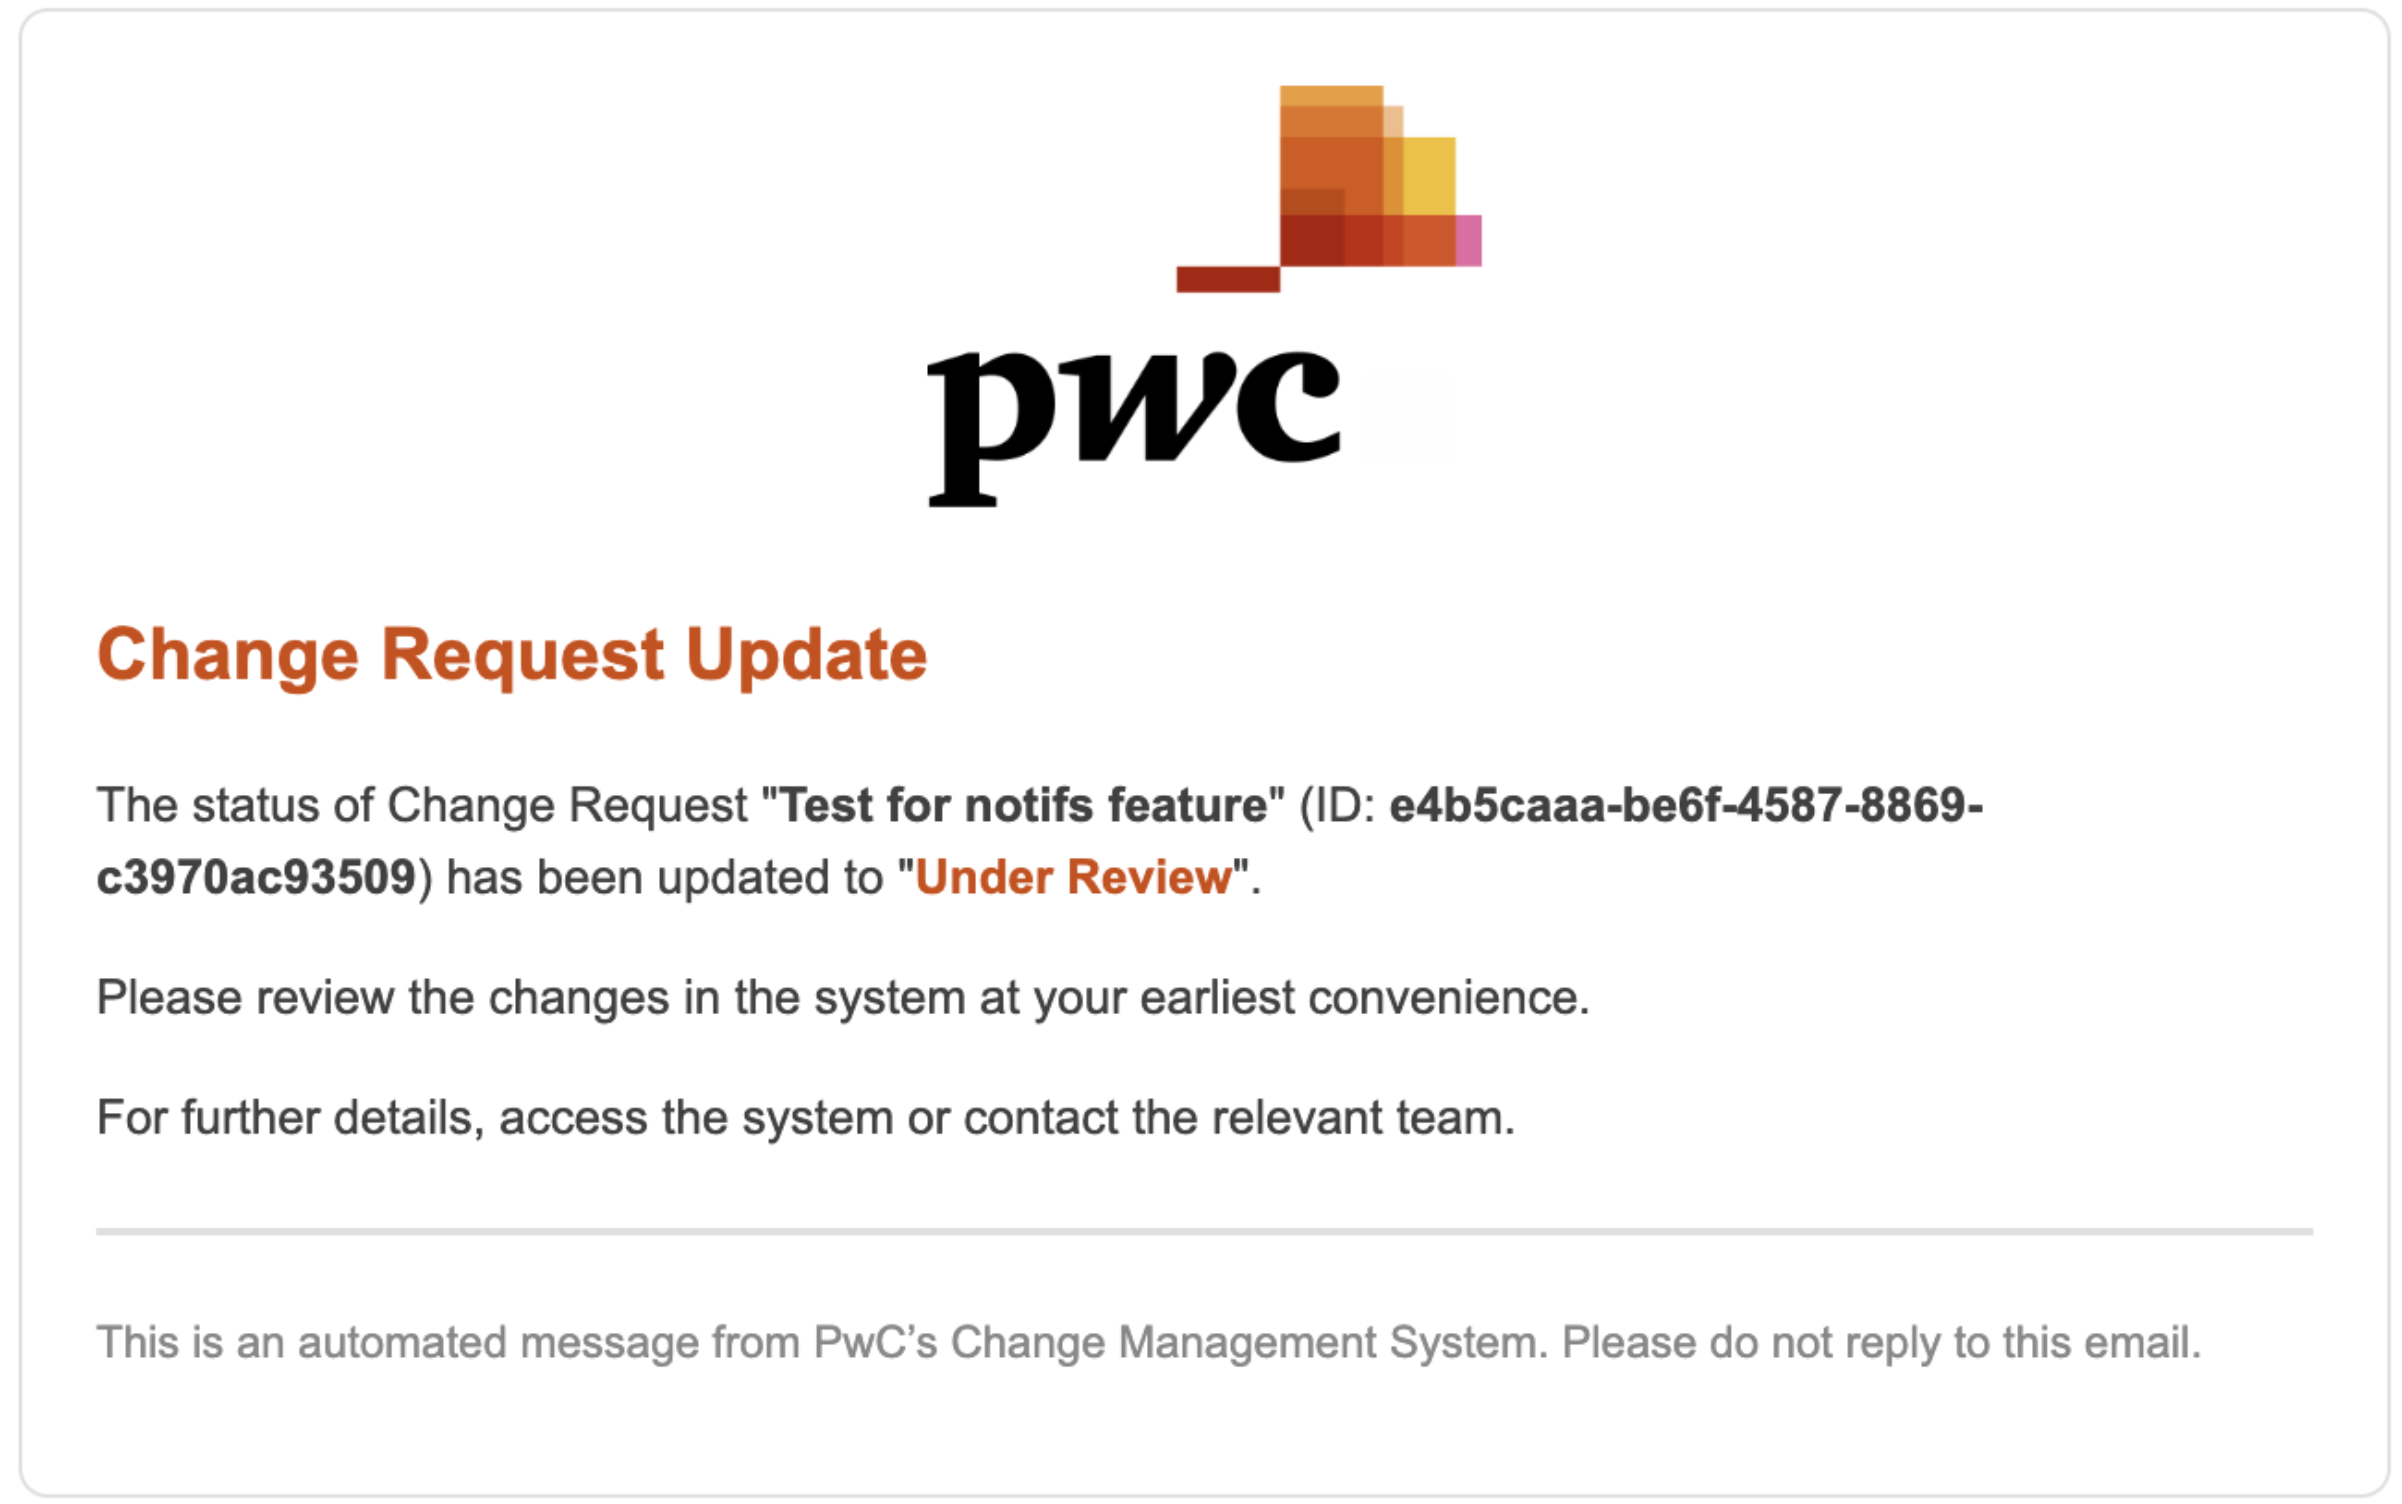 pwc
Change Request Update
The status of Change Request "Test for notifs feature" (ID: e4b5caaa-be6f-4587-8869-
c3970ac93509) has been updated to "Under Review".
Please review the changes in the system at your earliest convenience.
For further details, access the system or contact the relevant team.
This is an automated message from PwC’s Change Management System. Please do not reply to this email.